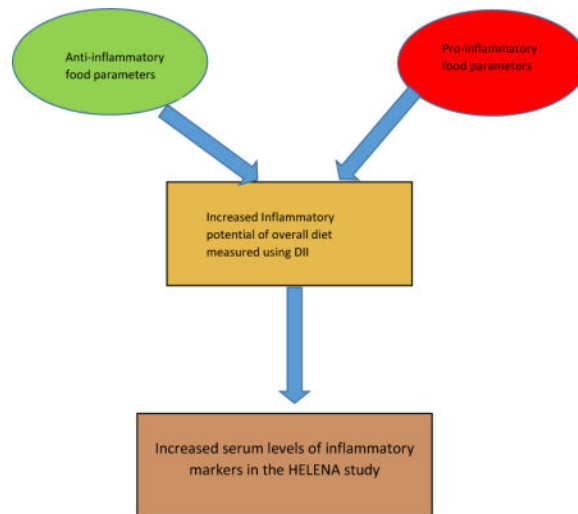 Anti-inflammatory
food parameters
Pro-inflammatory
food parameters
Increased Inflammatory
potential of overall diet
measured using DII
Increased serum levels of inflammatory
markers in the HELENA study